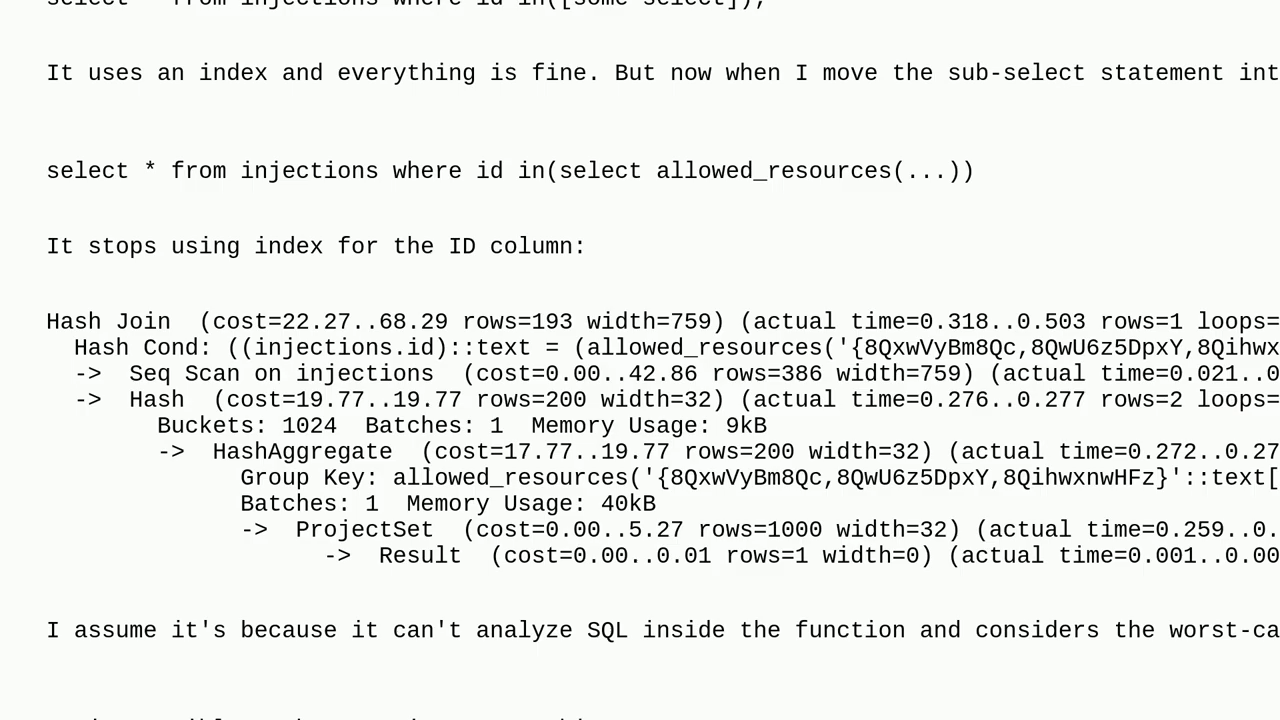 select * from injections where id in([some select]);
It uses an index and everything is fine. But now when I move the sub-select statement int
select * from injections where id in(select allowed_resources(...))
It stops using index for the ID column:
Hash Join  (cost=22.27..68.29 rows=193 width=759) (actual time=0.318..0.503 rows=1 loops=
  Hash Cond: ((injections.id)::text = (allowed_resources('{8QxwVyBm8Qc,8QwU6z5DpxY,8Qihwx
  ->  Seq Scan on injections  (cost=0.00..42.86 rows=386 width=759) (actual time=0.021..0
  ->  Hash  (cost=19.77..19.77 rows=200 width=32) (actual time=0.276..0.277 rows=2 loops=
        Buckets: 1024  Batches: 1  Memory Usage: 9kB
        ->  HashAggregate  (cost=17.77..19.77 rows=200 width=32) (actual time=0.272..0.27
              Group Key: allowed_resources('{8QxwVyBm8Qc,8QwU6z5DpxY,8QihwxnwHFz}'::text[
              Batches: 1  Memory Usage: 40kB
              ->  ProjectSet  (cost=0.00..5.27 rows=1000 width=32) (actual time=0.259..0.
                    ->  Result  (cost=0.00..0.01 rows=1 width=0) (actual time=0.001..0.00
I assume it's because it can't analyze SQL inside the function and considers the worst-ca